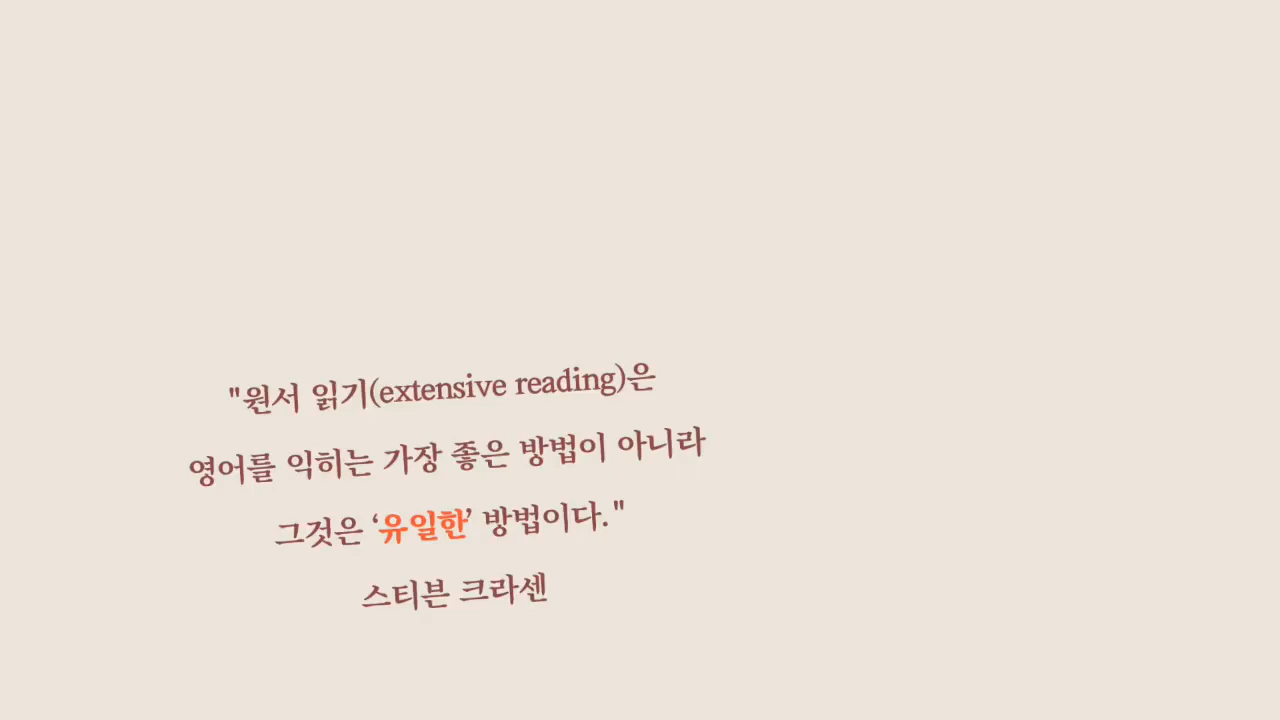 "원서 읽기(extensive reading)은
영어를 익히는 가장 좋은 방법이 아니라
그것은 ‘유일한’ 방법이다."
스티븐 크라센